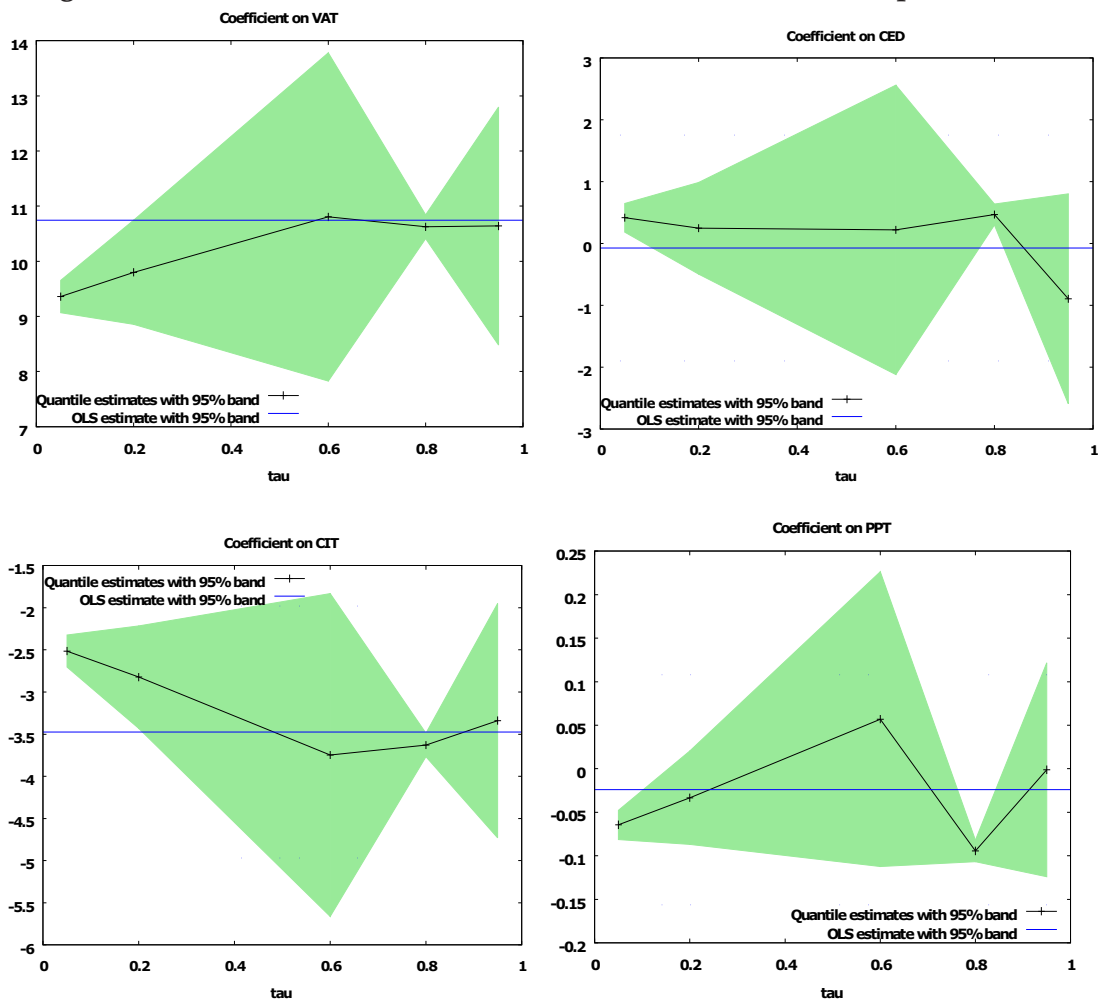 Coefficient on VAT
14
13
12
11
10
9
8
7
Quantile estimates with 95% band
OLS estimate with 95% band
0 0.2 0.4 0.6 0.8 1
tau
Coefficient on CED
3
2
1
0
-1
-2
-3
Quantile estimates with 95% band
OLS estimate with 95% band
0 0.2 0.4 0.6 0.8 1
tau
Coefficient on CIT
-1.5
Quantile estimates with 95% band
OLS estimate with 95% band
-2
-2.5
-3
-3.5
-4
-4.5
-5
-5.5
-6
0 0.2 0.4 0.6 0.8 1
tau
Coefficient on PPT
0.25
0.2
0.15
0.1
0.05
0
-0.05
-0.1
-0.15
-0.2
Quantile estimates with 95% band
OLS estimate with 95% band
0 0.2 0.4 0.6 0.8 1
tau